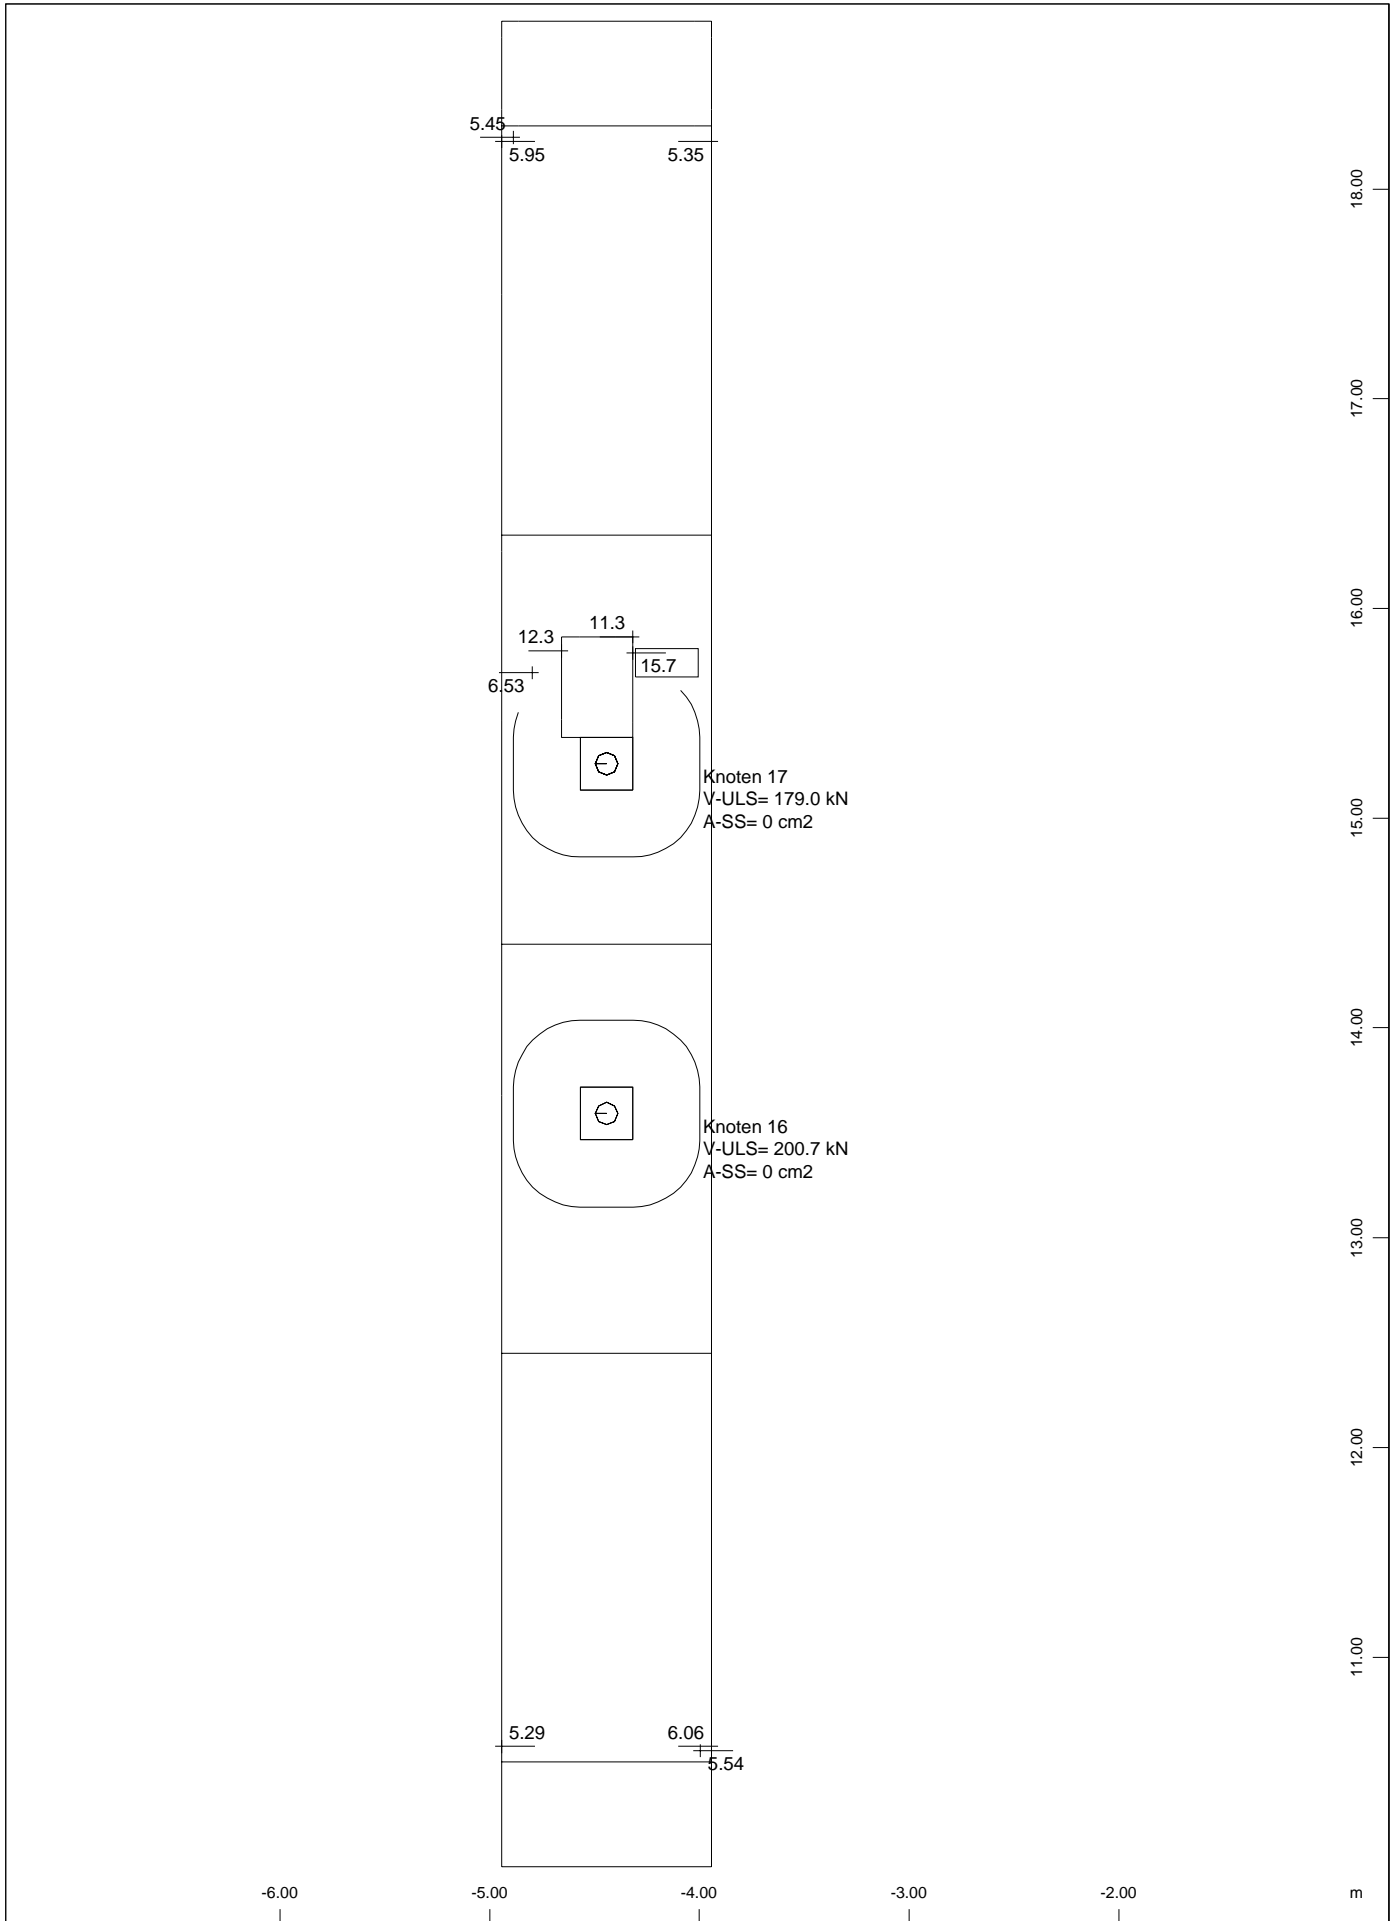 5.45
5.95 5.35
18.00
17.00
16.00
11.3
12.3
15.7
6.53
Knoten 17
V-ULS= 179.0 kN
A-SS= 0 cm2
15.00
14.00
Knoten 16
V-ULS= 200.7 kN
A-SS= 0 cm2
13.00
12.00
11.00
5.29 6.06
5.54
-6.00 -5.00 -4.00 -3.00 -2.00 m